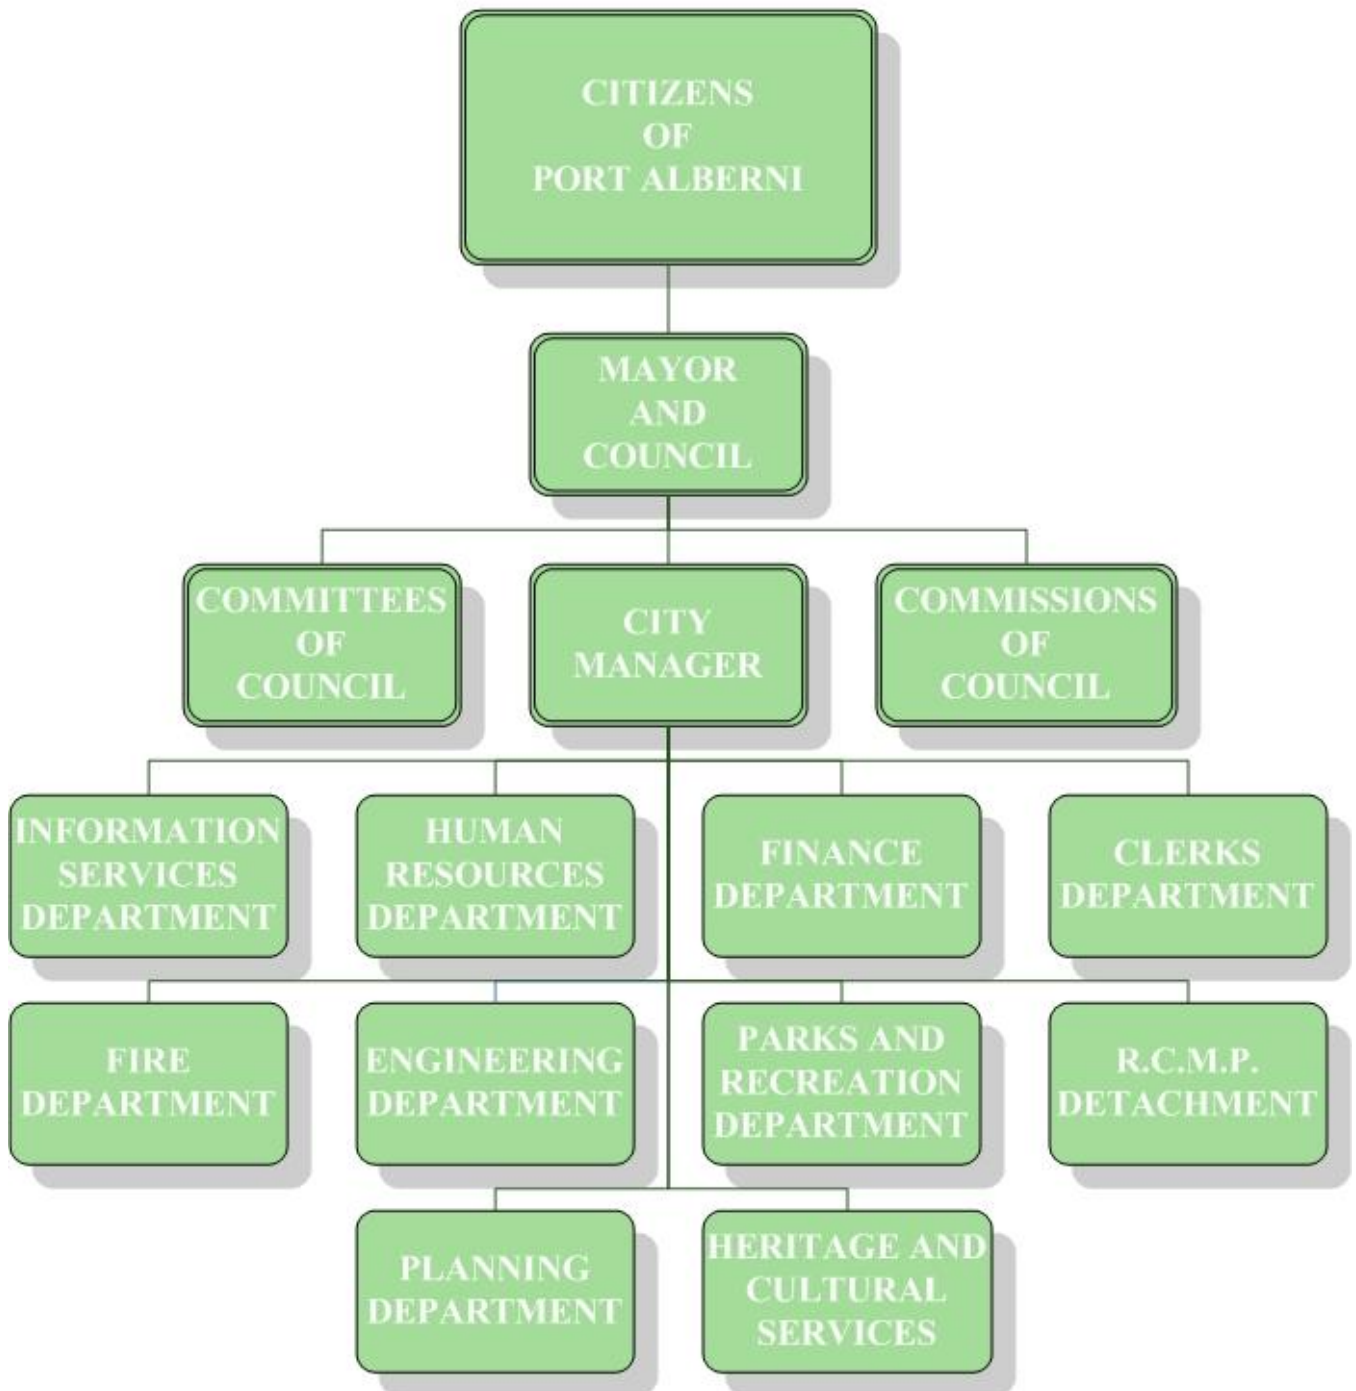 CITIZENS
OF
PORT ALBERNI
MAYOR
AND
COUNCIL
COMMITTEES
OF
COUNCIL
CITY
MANAGER
COMMISSIONS
OF
COUNCIL
INFORMATION
SERVICES
DEPARTMENT
HUMAN
RESOURCES
DEPARTMENT
FINANCE
DEPARTMENT
CLERKS
DEPARTMENT
FIRE
DEPARTMENT
ENGINEERING
DEPARTMENT
PARKS AND
RECREATION
DEPARTMENT
R.C.M.P.
DETACHMENT
PLANNING
DEPARTMENT
HERITAGE AND
CULTURAL
SERVICES